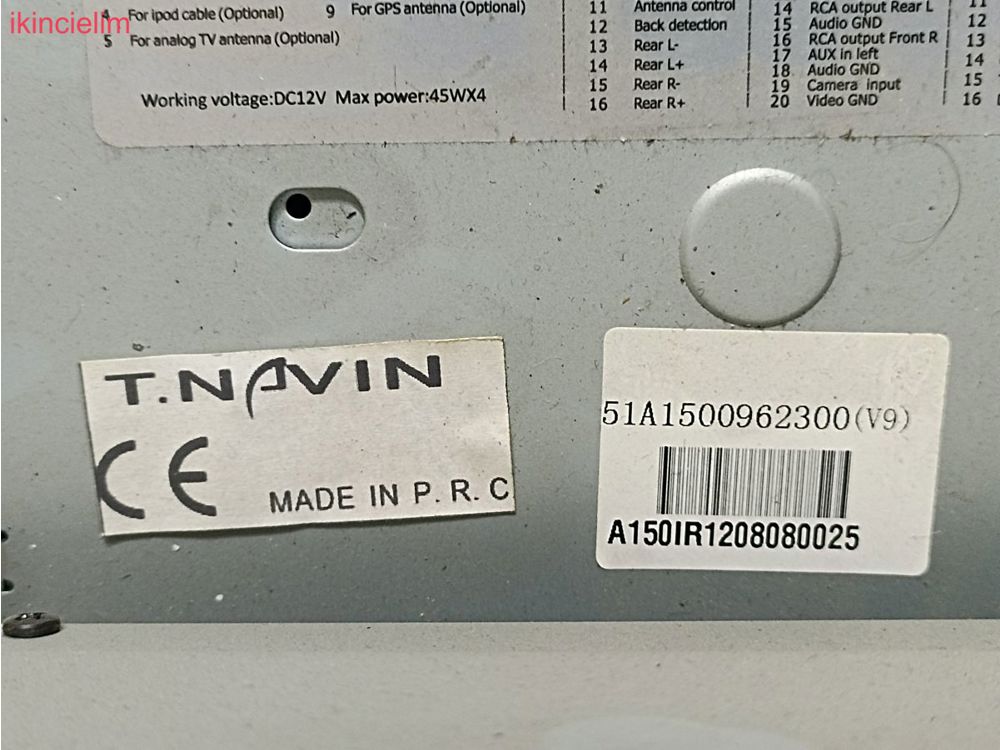 ikincielim
4 For ipod cable (Optional)
9 For GPS antenna (Optional)
5 For analog TV antenna (Optional)
Working voltage:DC12V Max power:45WX4
11 Antenna control
12 Back detection
13 Rear L-
14 Rear L+
15 Rear R-
16 Rear R+
14 RCA output Rear L
15 Audio GND
16 RCA output Front R
17 AUX in left
18 Audio GND
19 Camera input
20 Video GND
11
12
13
14
15
16
T.NAVIN
CE
MADE IN P.R.C
51A1500962300(V9)
A150IR1208080025